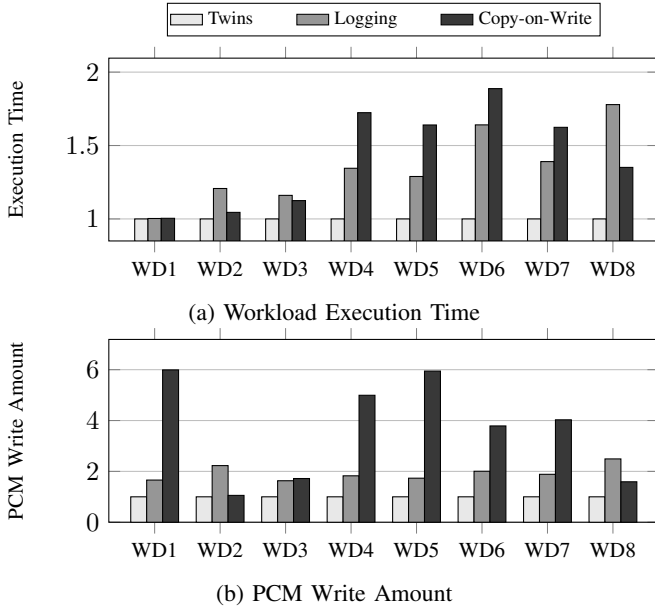 Twins Logging Copy-on-Write
Execution Time
2
1.5
1
WD1 WD2 WD3 WD4 WD5 WD6 WD7 WD8
(a) Workload Execution Time
PCM Write Amount
6
4
2
0
WD1 WD2 WD3 WD4 WD5 WD6 WD7 WD8
(b) PCM Write Amount